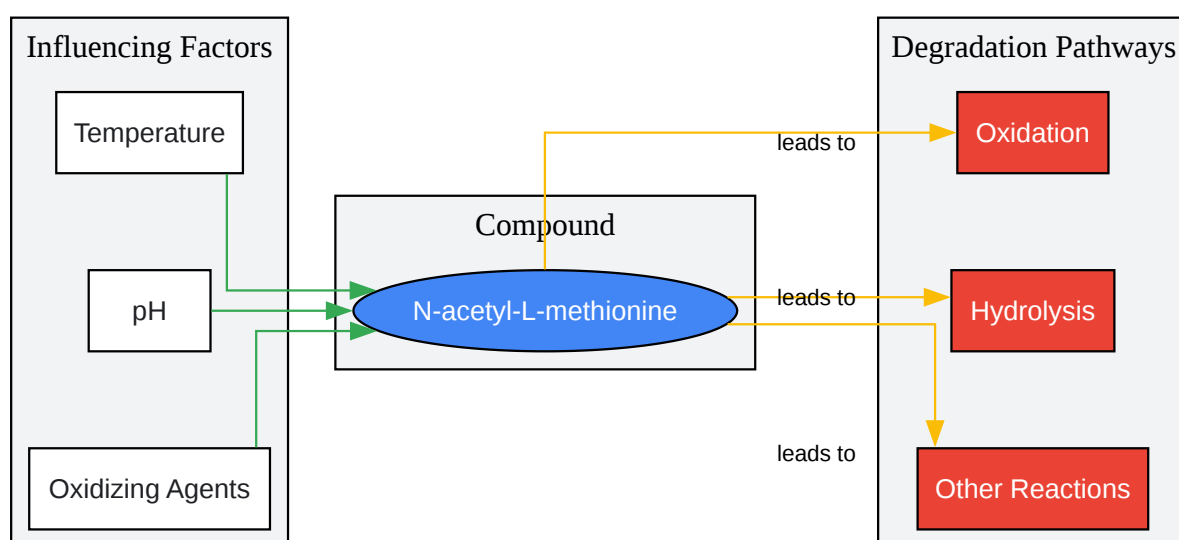 Influencing Factors
Temperature
pH
Oxidizing Agents
Compound
N-acetyl-L-methionine
leads to
leads to
leads to
Degradation Pathways
Oxidation
Hydrolysis
Other Reactions